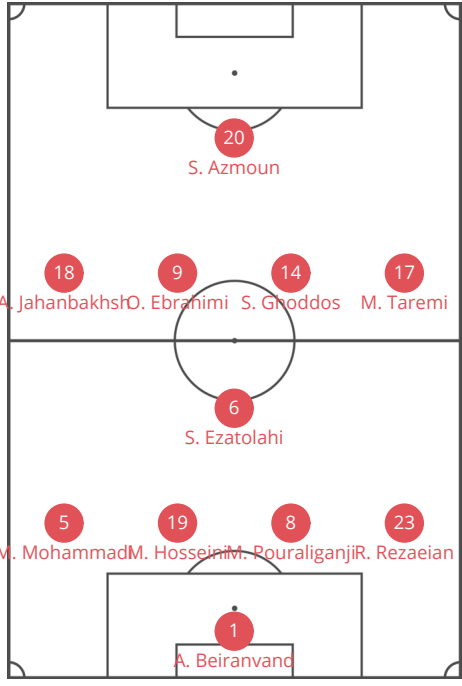 20
S. Azmoun
18 9 14 17
A. Jahanbakhsh O. Ebrahimi S. Ghoddos M. Taremi
6
S. Ezatolahi
5 19 8 23
M. Mohammadi M. Hosseini M. Pouraliganji R. Rezaeian
1
A. Beiranvand